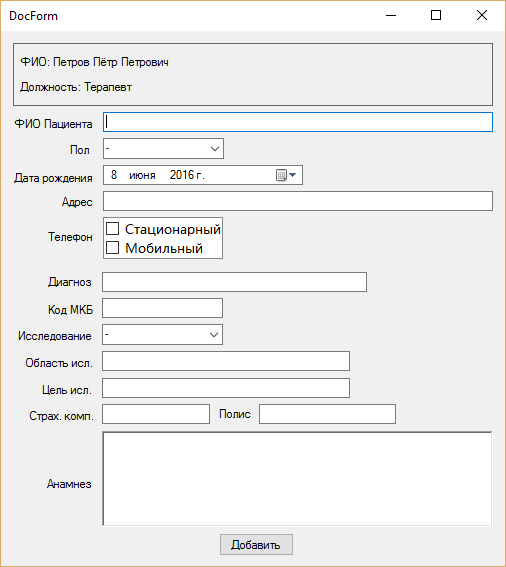 DocForm
ФИО: Петров Пётр Петрович
Должность: Терапевт
ФИО Пациента
Пол -
Дата рождения 8 июня 2016 г.
Адрес
Телефон
Стационарный
Мобильный
Диагноз
Код МКБ
Исследование -
Область исл.
Цель исл.
Страх. комп. Полис
Анамнез
Добавить